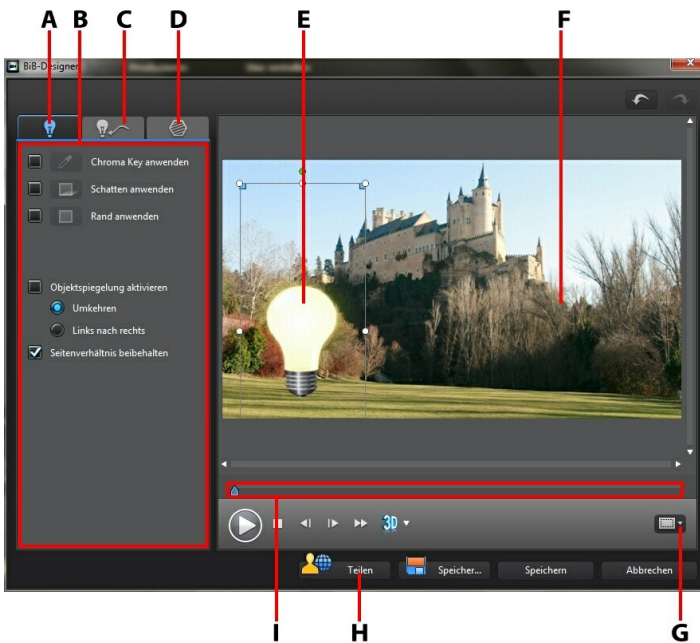 A B C D E F
BiB-Designer
Chroma Key anwenden
Schatten anwenden
Rand anwenden
Objektspiegelung aktivieren
Umkehren
Links nach rechts
Seitenverhältnis beibehalten
3D
Teilen Speicher... Speichern Abbrechen
I H G